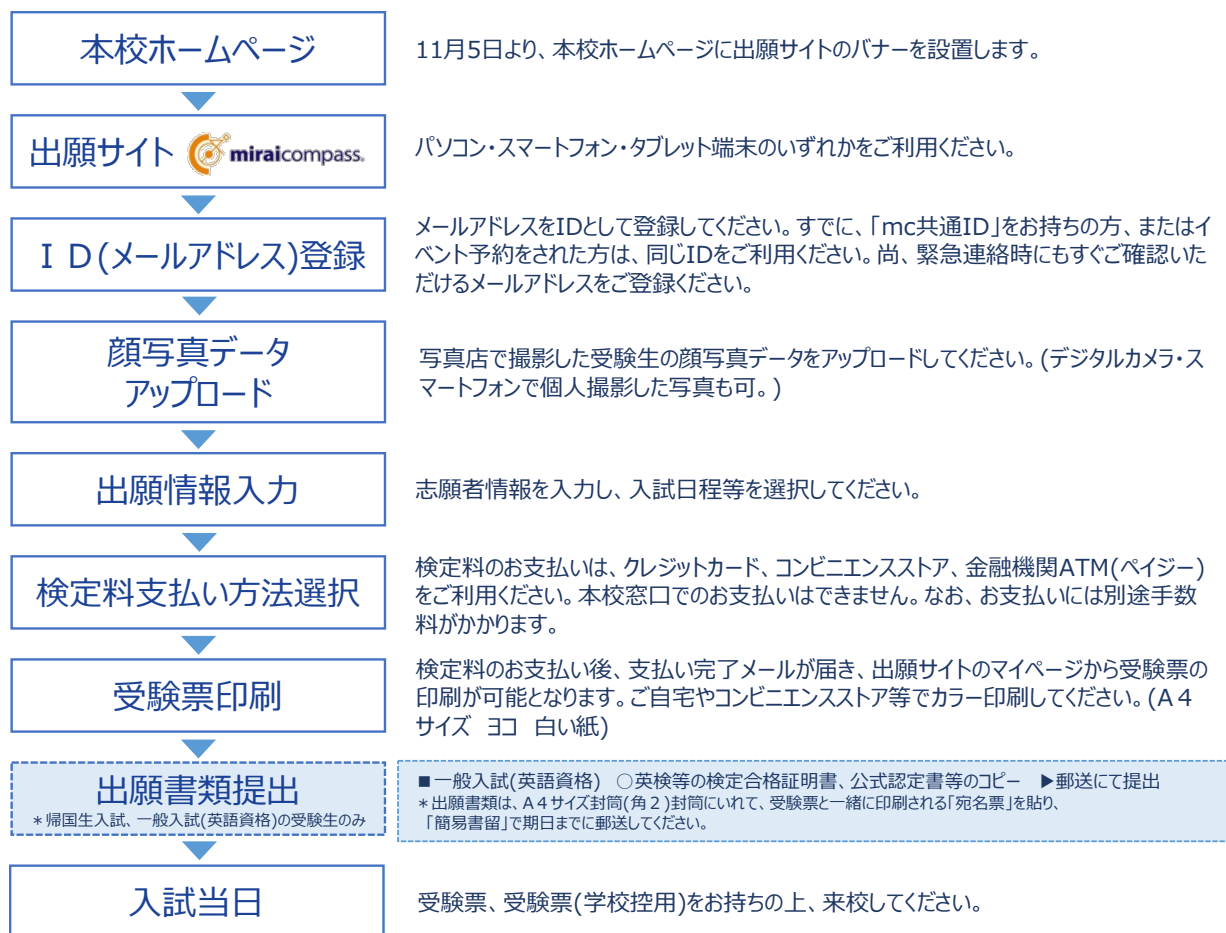 本校ホームページ
11月5日より、本校ホームページに出願サイトのバナーを設置します。
出願サイト miraicompass.
パソコン・スマートフォン・タブレット端末のいずれかをご利用ください。
ＩＤ(メールアドレス)登録
メールアドレスをIDとして登録してください。すでに、「mc共通ID」をお持ちの方、またはイ
ベント予約をされた方は、同じIDをご利用ください。尚、緊急連絡時にもすぐご確認いた
だけるメールアドレスをご登録ください。
顔写真データ
アップロード
写真店で撮影した受験生の顔写真データをアップロードしてください。(デジタルカメラ・ス
マートフォンで個人撮影した写真も可。)
出願情報入力
志願者情報を入力し、入試日程等を選択してください。
検定料支払い方法選択
検定料のお支払いは、クレジットカード、コンビニエンスストア、金融機関ATM(ペイジー)
をご利用ください。本校窓口でのお支払いはできません。なお、お支払いには別途手数
料がかかります。
受験票印刷
検定料のお支払い後、支払い完了メールが届き、出願サイトのマイページから受験票の
印刷が可能となります。ご自宅やコンビニエンスストア等でカラー印刷してください。(Ａ４
サイズ　ヨコ　白い紙)
出願書類提出
＊帰国生入試、一般入試(英語資格)の受験生のみ
■一般入試(英語資格)　○英検等の検定合格証明書、公式認定書等のコピー　▶郵送にて提出
＊出願書類は、Ａ４サイズ封筒(角２)封筒にいれて、受験票と一緒に印刷される「宛名票」を貼り、
「簡易書留」で期日までに郵送してください。
入試当日
受験票、受験票(学校控用)をお持ちの上、来校してください。